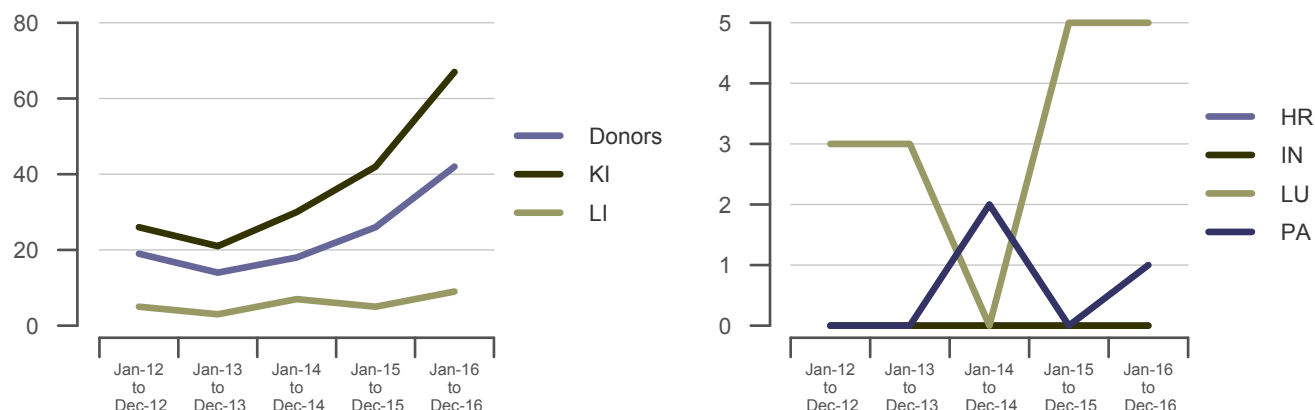 80
60
40
20
0
Jan-12
to
Dec-12
Jan-13
to
Dec-13
Jan-14
to
Dec-14
Jan-15
to
Dec-15
Jan-16
to
Dec-16
Donors
KI
LI
5
4
3
2
1
0
Jan-12
to
Dec-12
Jan-13
to
Dec-13
Jan-14
to
Dec-14
Jan-15
to
Dec-15
Jan-16
to
Dec-16
HR
IN
LU
PA